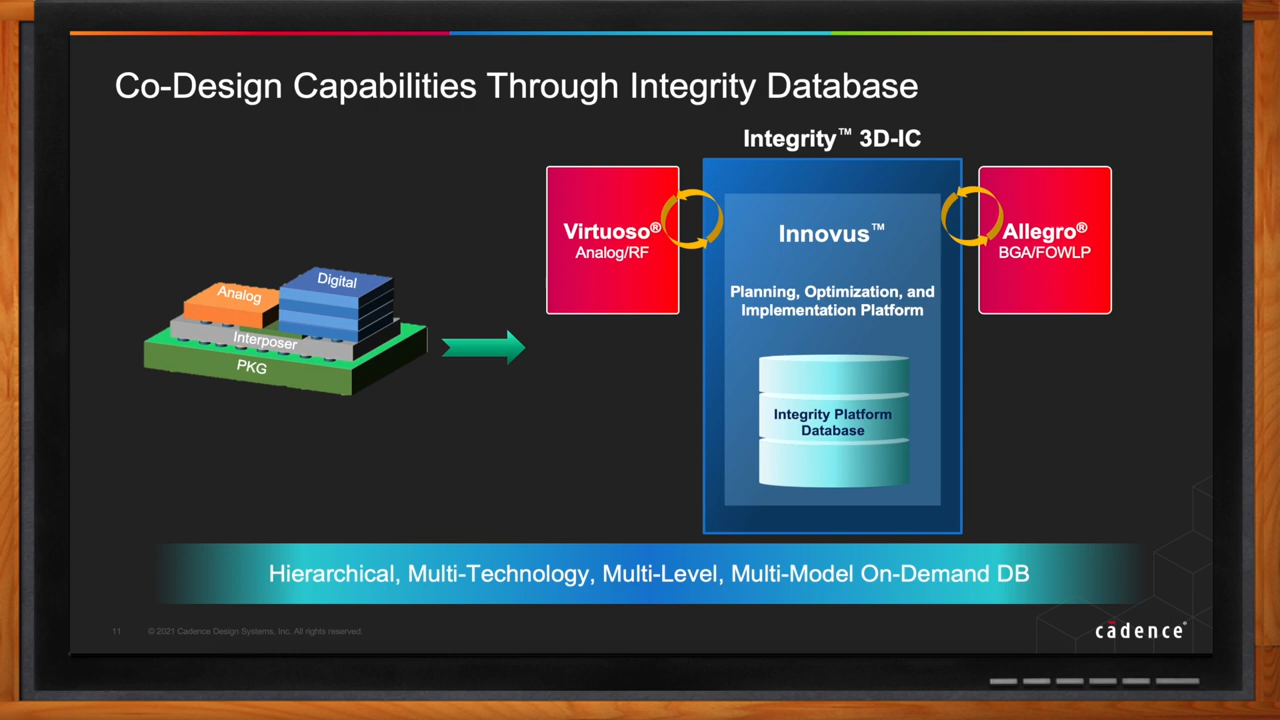 Co-Design Capabilities Through Integrity Database
Integrity™ 3D-IC
Virtuoso®
Analog/RF
Innovus™
Planning, Optimization, and
Implementation Platform
Integrity Platform
Database
Allegro®
BGA/FOWLP
Analog
Digital
Interposer
PKG
Hierarchical, Multi-Technology, Multi-Level, Multi-Model On-Demand DB
11
© 2021 Cadence Design Systems, Inc. All rights reserved.
cādence®